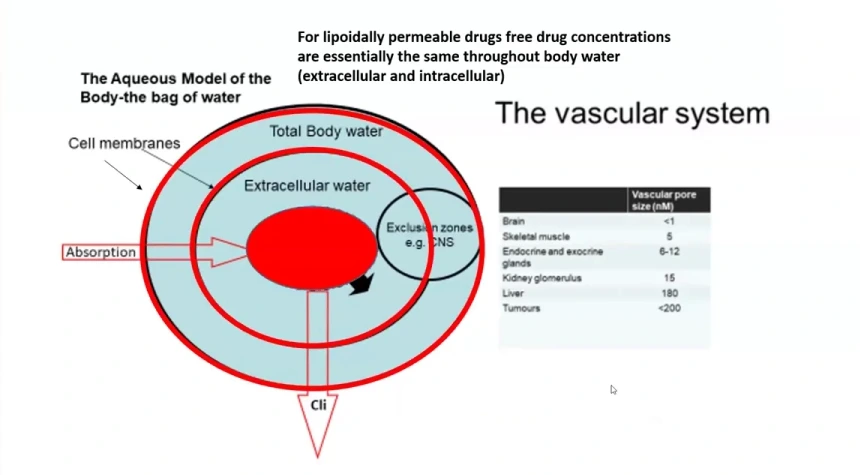 For lipoidally permeable drugs free drug concentrations
are essentially the same throughout body water
(extracellular and intracellular)
The Aqueous Model of the
Body-the bag of water
The vascular system
Cell membranes
Total Body water
Extracellular water
Exclusion zones
e.g. CNS
Absorption
Cli
Vascular pore
size (nM)
Brain <1
Skeletal muscle 5
Endocrine and exocrine 6-12
glands
Kidney glomerulus 15
Liver 180
Tumours <200